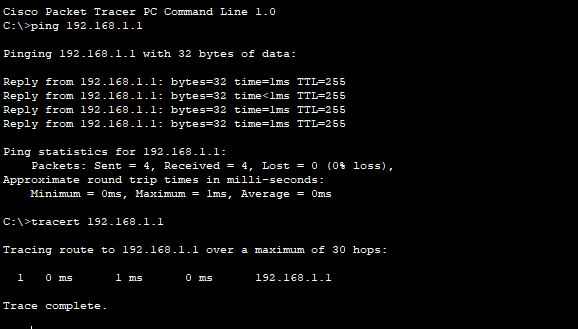 Cisco Packet Tracer PC Command Line 1.0
C:\>ping 192.168.1.1
Pinging 192.168.1.1 with 32 bytes of data:
Reply from 192.168.1.1: bytes=32 time=1ms TTL=255
Reply from 192.168.1.1: bytes=32 time<1ms TTL=255
Reply from 192.168.1.1: bytes=32 time=1ms TTL=255
Reply from 192.168.1.1: bytes=32 time=1ms TTL=255
Ping statistics for 192.168.1.1:
    Packets: Sent = 4, Received = 4, Lost = 0 (0% loss),
Approximate round trip times in milli-seconds:
    Minimum = 0ms, Maximum = 1ms, Average = 0ms
C:\>tracert 192.168.1.1
Tracing route to 192.168.1.1 over a maximum of 30 hops:
  1   0 ms      1 ms      0 ms      192.168.1.1
Trace complete.